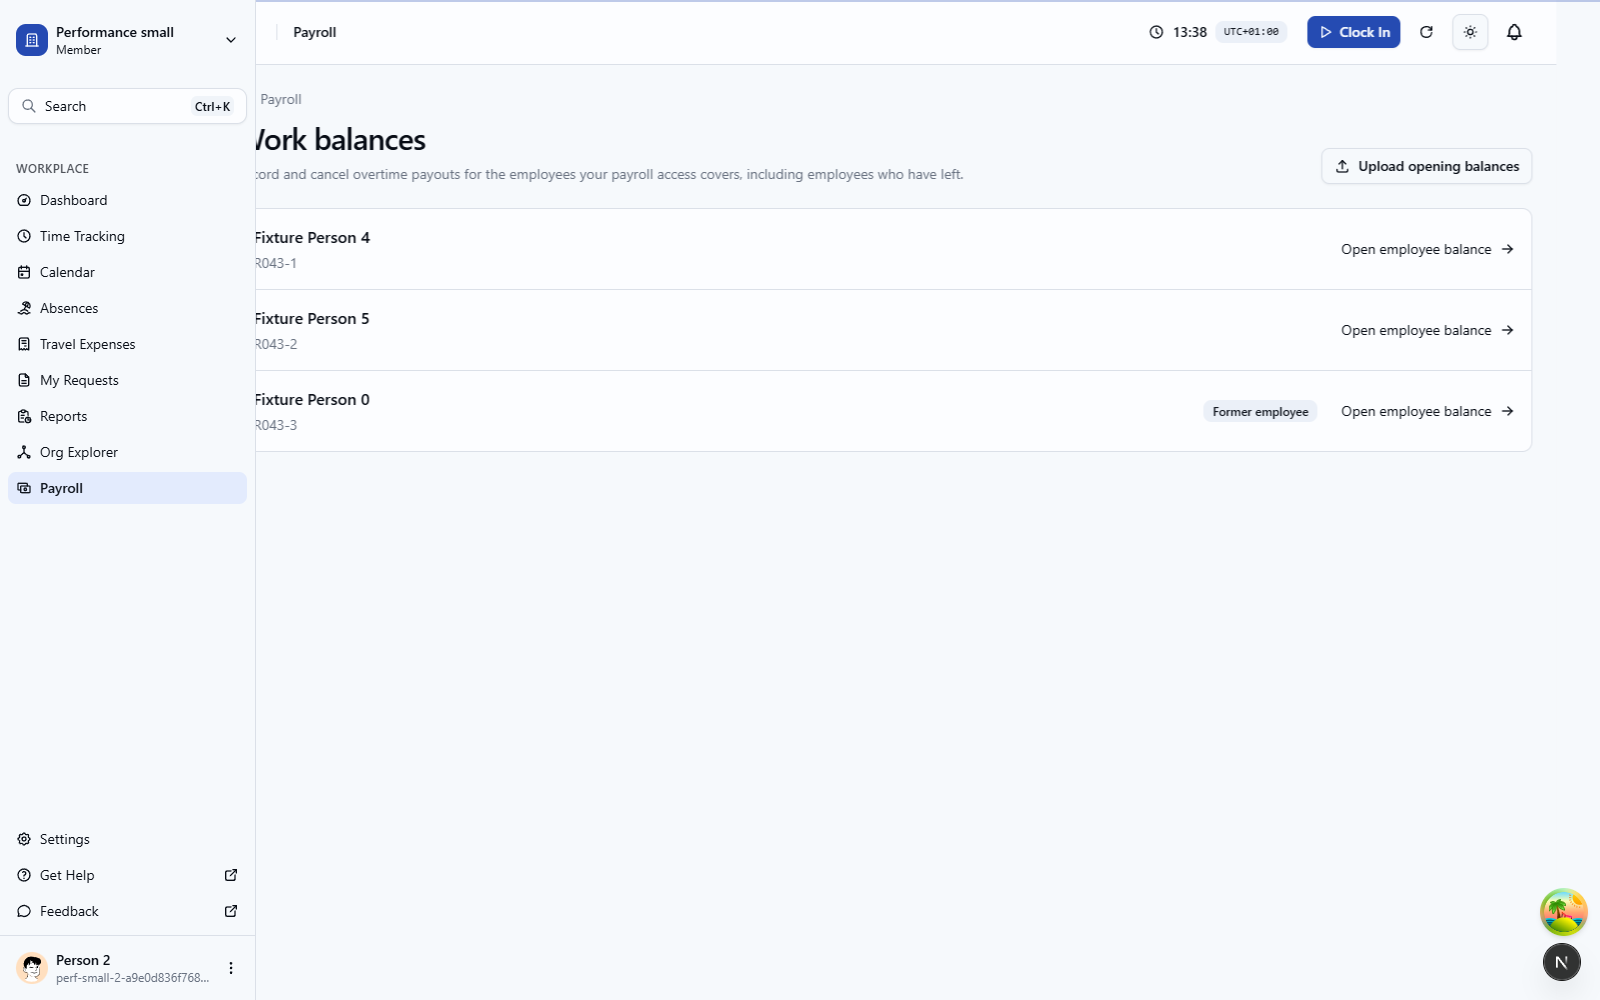 Performance small
Member
Search
Ctrl+K
WORKPLACE
Dashboard
Time Tracking
Calendar
Absences
Travel Expenses
My Requests
Reports
Org Explorer
Payroll
Settings
Get Help
Feedback
Person 2
perf-small-2-a9e0d836f768...
Payroll
13:38
UTC+01:00
Clock In
Payroll
Work balances
cord and cancel overtime payouts for the employees your payroll access covers, including employees who have left.
Upload opening balances
Fixture Person 4
R043-1
Open employee balance
Fixture Person 5
R043-2
Open employee balance
Fixture Person 0
R043-3
Former employee
Open employee balance
N